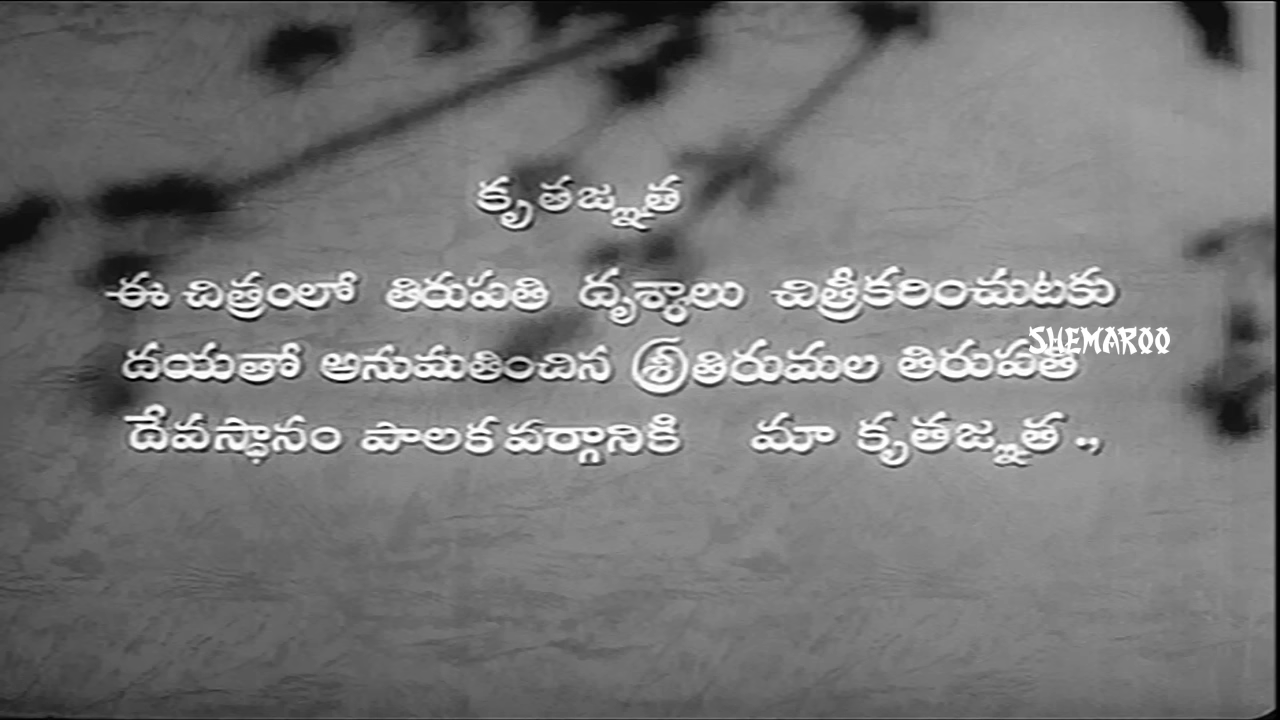 కృతజ్ఞత
ఈ చిత్రంలో తిరుపతి దృశ్యాలు చిత్రీకరించుటకు
దయతో అనుమతించిన శ్రీ తిరుమల తిరుపతి
SHEMAROO
దేవస్థానం పాలక వర్గానికి మా కృతజ్ఞత .,